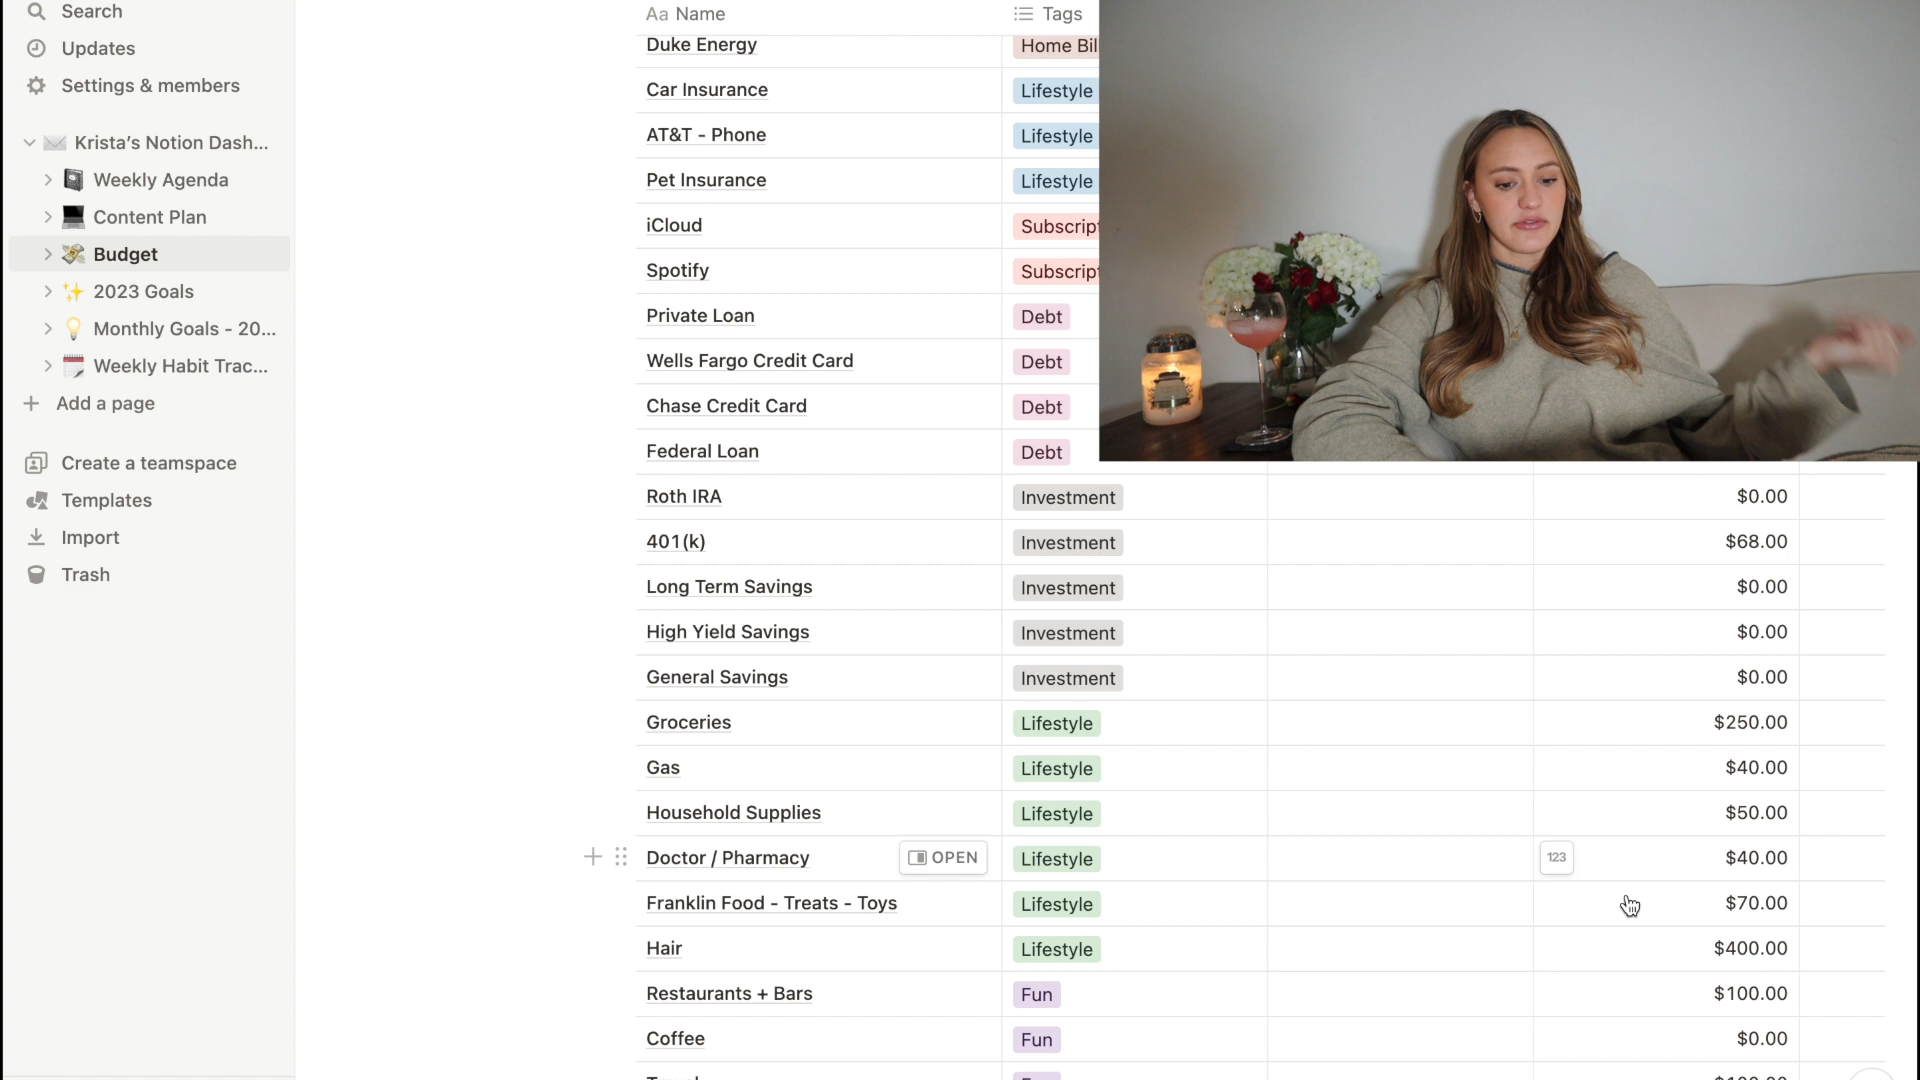 Search
Updates
Settings & members
Krista's Notion Dash...
Weekly Agenda
Content Plan
Budget
2023 Goals
Monthly Goals - 20...
Weekly Habit Trac...
Add a page
Create a teamspace
Templates
Import
Trash
Aa Name Tags
Duke Energy Home Bil
Car Insurance Lifestyle
AT&T - Phone Lifestyle
Pet Insurance Lifestyle
iCloud Subscript
Spotify Subscript
Private Loan Debt
Wells Fargo Credit Card Debt
Chase Credit Card Debt
Federal Loan Debt
Roth IRA Investment $0.00
401(k) Investment $68.00
Long Term Savings Investment $0.00
High Yield Savings Investment $0.00
General Savings Investment $0.00
Groceries Lifestyle $250.00
Gas Lifestyle $40.00
Household Supplies Lifestyle $50.00
Doctor / Pharmacy OPEN Lifestyle 123 $40.00
Franklin Food - Treats - Toys Lifestyle $70.00
Hair Lifestyle $400.00
Restaurants + Bars Fun $100.00
Coffee Fun $0.00